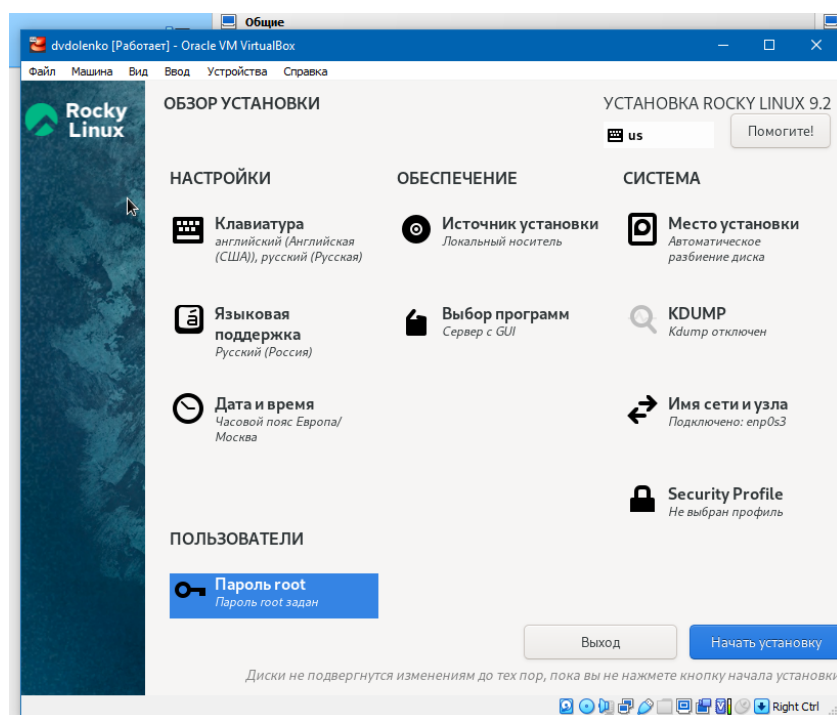 Общие
dvdolenko [Работает] - Oracle VM VirtualBox
Файл Машина Вид Ввод Устройства Справка
Rocky
Linux
ОБЗОР УСТАНОВКИ
УСТАНОВКА ROCKY LINUX 9.2
us
Помогите!
НАСТРОЙКИ
Клавиатура
английский (Английская
(США)), русский (Русская)
Языковая
поддержка
Русский (Россия)
Дата и время
Часовой пояс Европа/
Москва
ОБЕСПЕЧЕНИЕ
Источник установки
Локальный носитель
Выбор программ
Сервер с GUI
СИСТЕМА
Место установки
Автоматическое
разбиение диска
KDUMP
Kdump отключен
Имя сети и узла
Подключено: enp0s3
Security Profile
Не выбран профиль
ПОЛЬЗОВАТЕЛИ
Пароль root
Пароль root задан
Выход
Начать установку
Диски не подвергнутся изменениям до тех пор, пока вы не нажмете кнопку начала установки
Right Ctrl